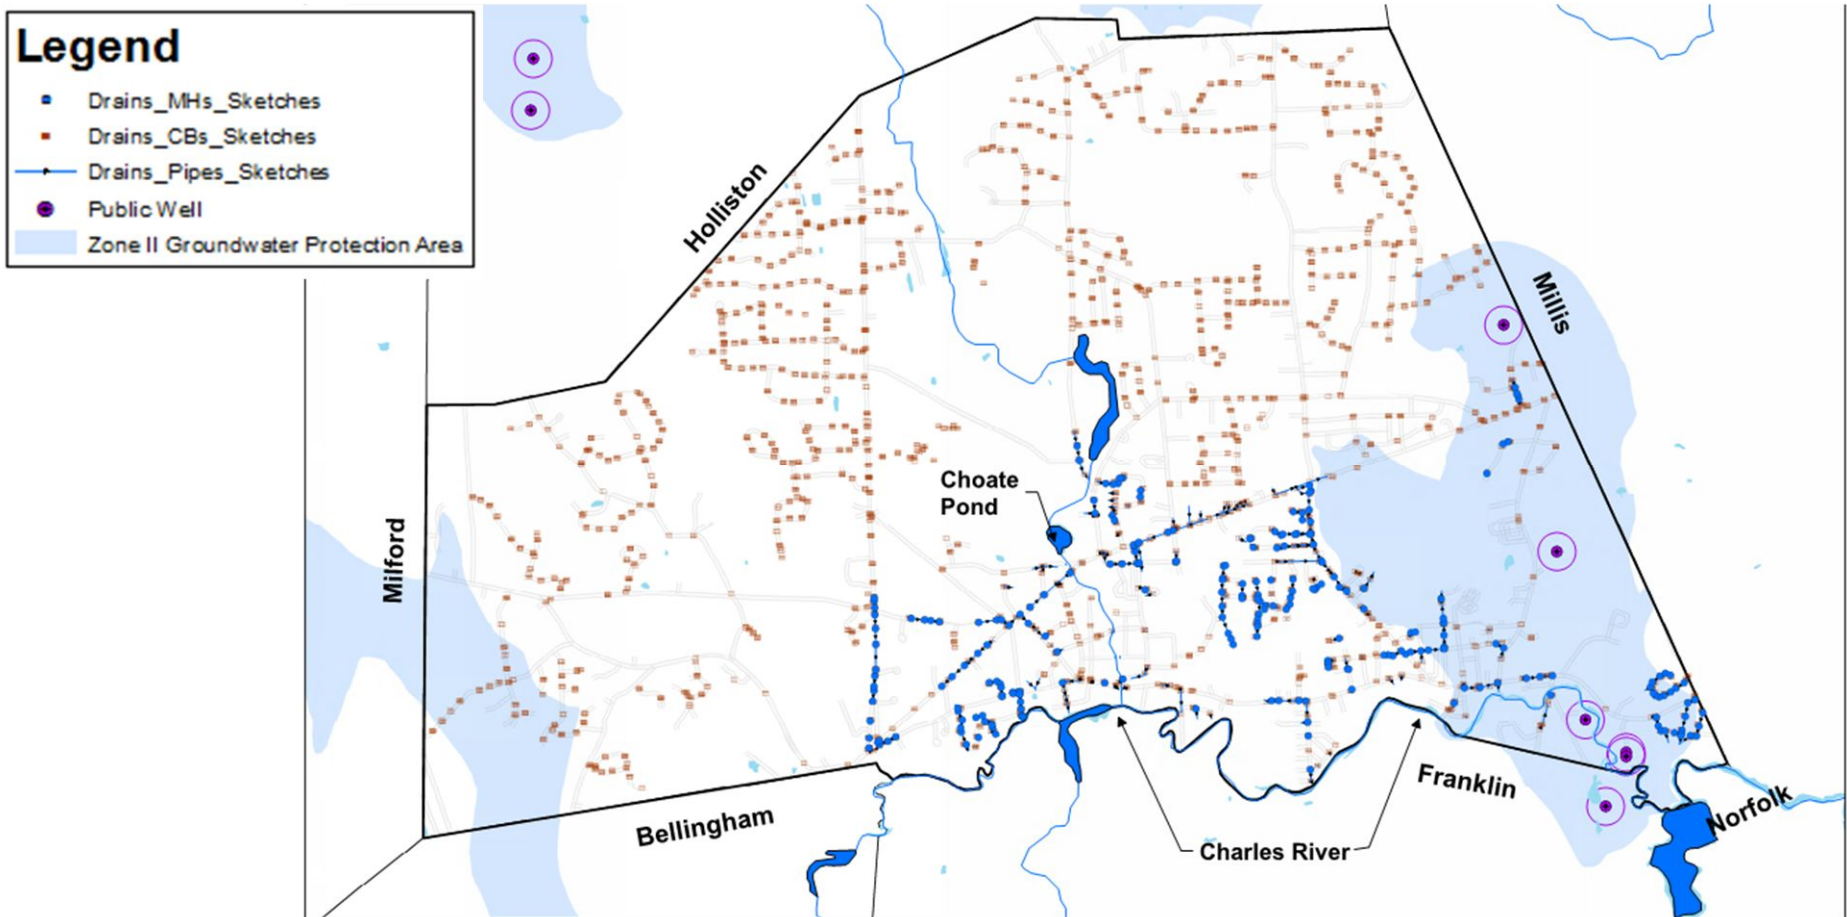 Legend
Drains_MHs_Sketches
Drains_CBs_Sketches
Drains_Pipes_Sketches
Public Well
Zone II Groundwater Protection Area
Holliston
Millis
Choate
Pond
Milford
Franklin
Norfolk
Bellingham
Charles River